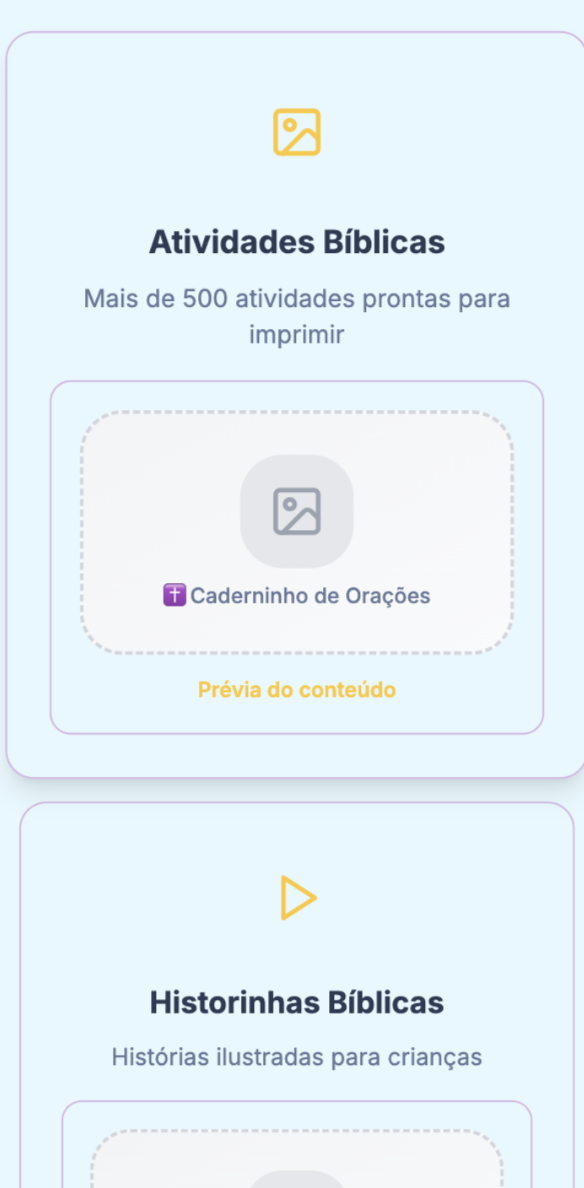 Atividades Bíblicas
Mais de 500 atividades prontas para
imprimir
✝️Caderninho de Orações
Prévia do conteúdo
Historinhas Bíblicas
Histórias ilustradas para crianças